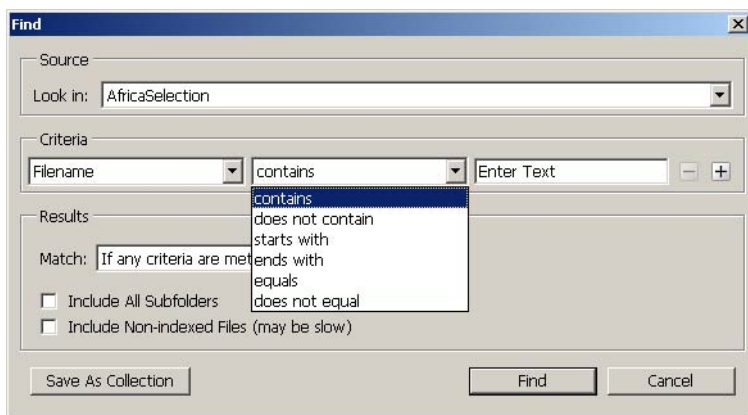 Find
Source
Look in: AfricaSelection
Criteria
Filename contains Enter Text
contains
does not contain
starts with
ends with
equals
does not equal
Results
Match: If any criteria are met
Include All Subfolders
Include Non-indexed Files (may be slow)
Save As Collection Find Cancel